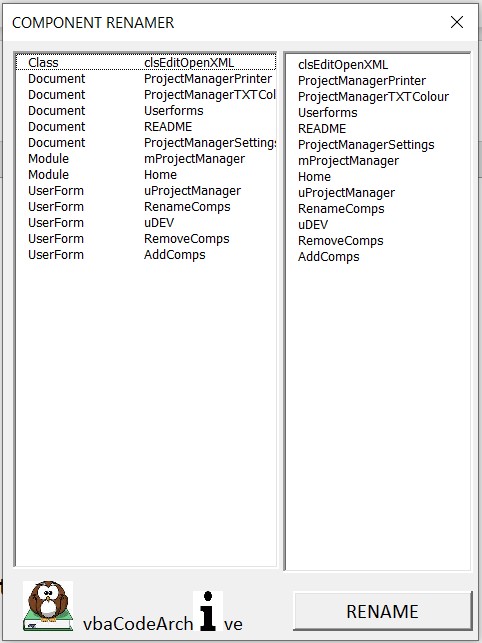 COMPONENT RENAMER
Class clsEditOpenXML
Document ProjectManagerPrinter
Document ProjectManagerTXTCol
Document Userforms
Document README
Document ProjectManagerSettings
Module mProjectManager
Module Home
UserForm uProjectManager
UserForm RenameComps
UserForm uDEV
UserForm RemoveComps
UserForm AddComps
clsEditOpenXML
ProjectManagerPrinter
ProjectManagerTXTColour
Userforms
README
ProjectManagerSettings
mProjectManager
Home
uProjectManager
RenameComps
uDEV
RemoveComps
AddComps
vbaCodeArchive
RENAME